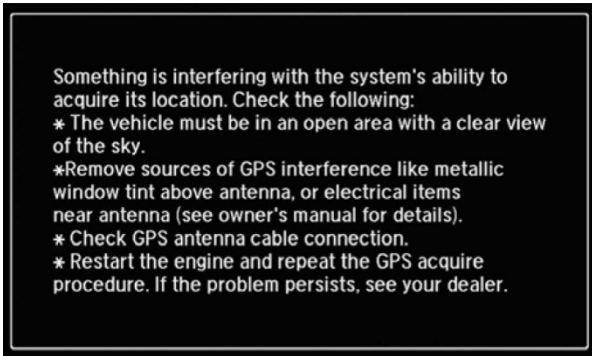 Something is interfering with the system's ability to
acquire its location. Check the following:
* The vehicle must be in an open area with a clear view
of the sky.
*Remove sources of GPS interference like metallic
window tint above antenna, or electrical items
near antenna (see owner's manual for details).
* Check GPS antenna cable connection.
* Restart the engine and repeat the GPS acquire
procedure. If the problem persists, see your dealer.